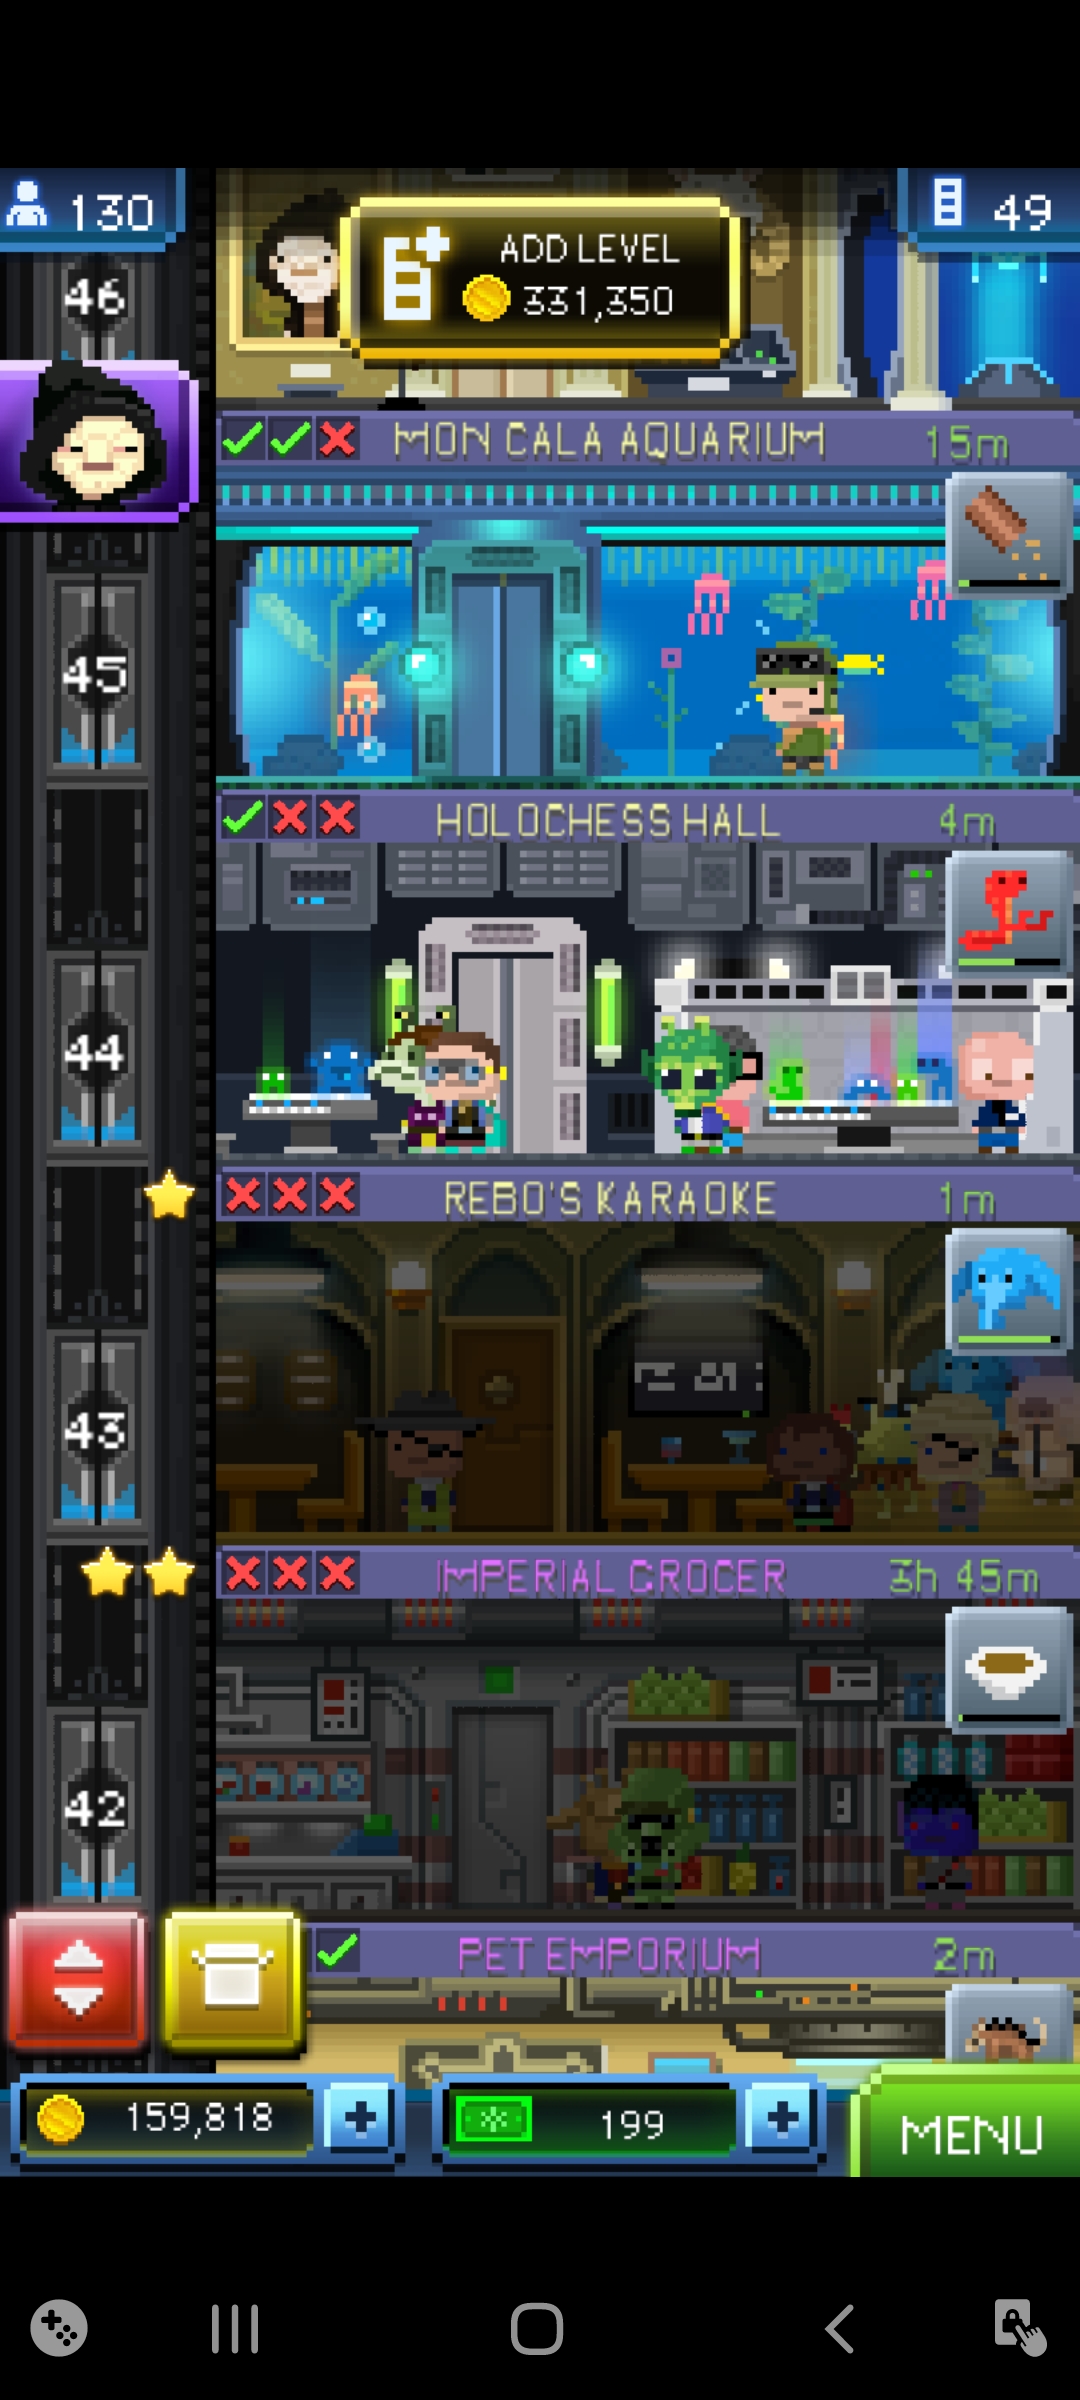 130
ADD LEVEL
331,350
49
46
MON CALA AQUARIUM 15m
45
HOLOCHESS HALL 4m
44
REBO'S KARAOKE 1m
43
IMPERIAL GROCER 3h 45m
42
PET EMPORIUM 2m
159,818
199
MENU